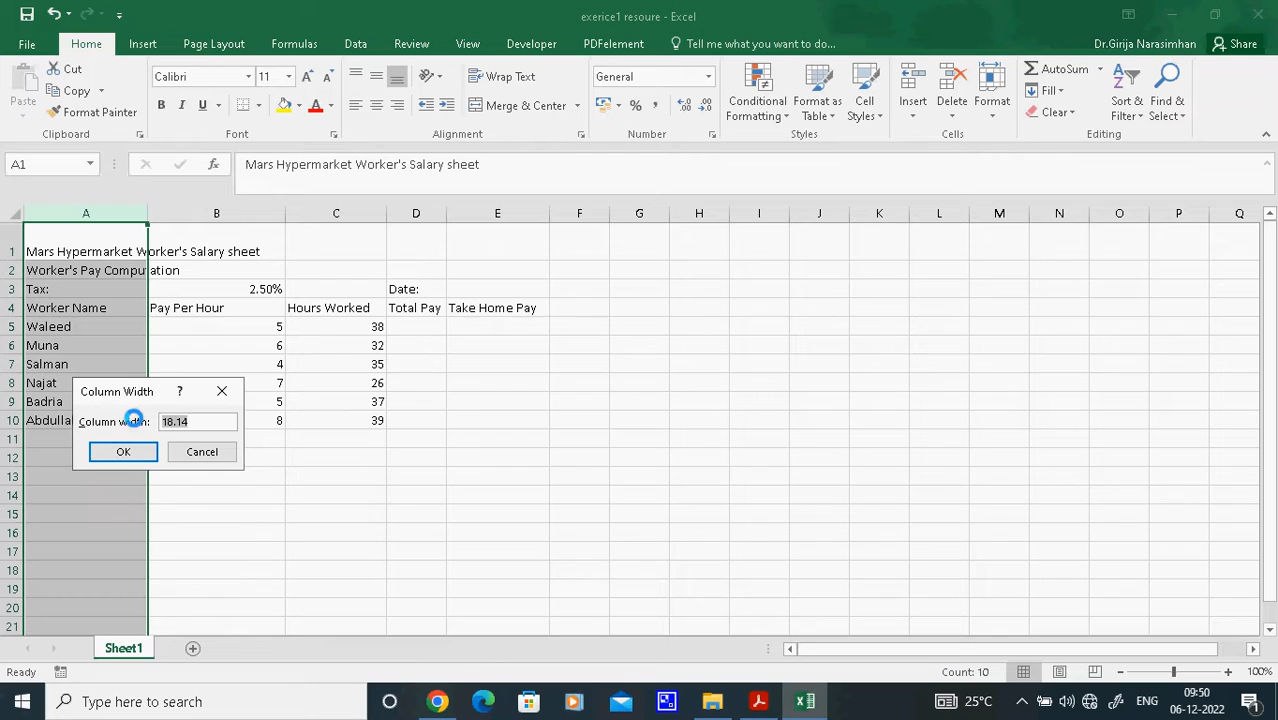 exerice1 resoure - Excel
File Home Insert Page Layout Formulas Data Review View Developer PDFelement Tell me what you want to do... Dr.Girija Narasimhan Share
Cut Calibri 11 Wrap Text General AutoSum
Paste Copy Conditional Formatting Format as Table Cell Styles Insert Delete Format Fill Sort & Filter Find & Select
Format Painter B I U A Merge & Center % , Clear
Clipboard Font Alignment Number Styles Cells Editing
A1 fx Mars Hypermarket Worker's Salary sheet
A B C D E F G H I J K L M N O P Q
1 Mars Hypermarket Worker's Salary sheet
2 Worker's Pay Computation
3 Tax: 2.50% Date:
4 Worker Name Pay Per Hour Hours Worked Total Pay Take Home Pay
5 Waleed 5 38
6 Muna 6 32
7 Salman 4 35
8 Najat 7 26
9 Badria 5 37
10 Abdulla 8 39
11
12
13
14
15
16
17
18
19
20
21
Column Width ?
Column width: 18.14
OK Cancel
Sheet1
Ready Count: 10 100%
Type here to search 25°C ENG 09:50
06-12-2022 1